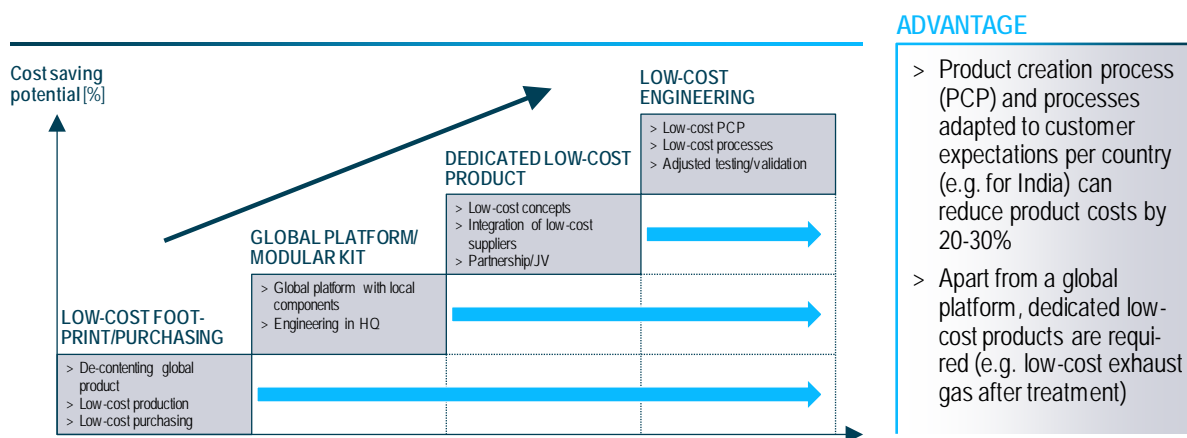 ADVANTAGE
Cost saving
potential [%]
LOW-COST
ENGINEERING
> Low-cost PCP
> Low-cost processes
> Adjusted testing/validation
DEDICATED LOW-COST
PRODUCT
> Low-cost concepts
> Integration of low-cost
suppliers
> Partnership/JV
GLOBAL PLATFORM/
MODULAR KIT
> Global platform with local
components
> Engineering in HQ
LOW-COST FOOT-
PRINT/PURCHASING
> De-contenting global
product
> Low-cost production
> Low-cost purchasing
> Product creation process
(PCP) and processes
adapted to customer
expectations per country
(e.g. for India) can
reduce product costs by
20-30%
> Apart from a global
platform, dedicated low-
cost products are requi-
red (e.g. low-cost exhaust
gas after treatment)